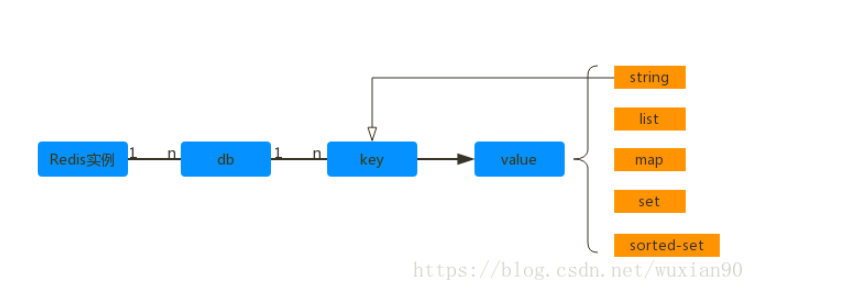 string
list
Redis实例
1
n
db
1
n
key
value
map
set
sorted-set
https://blog.csdn.net/wuxian90